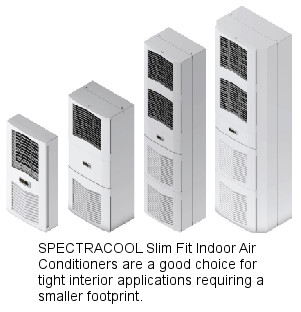 SPECTRACOOL Slim Fit Indoor Air
Conditioners are a good choice for
tight interior applications requiring a
smaller footprint.